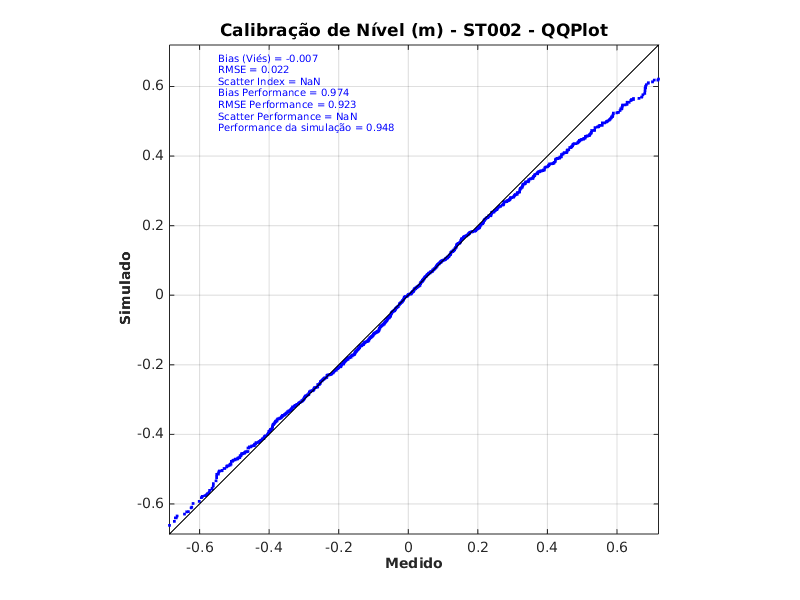 Calibração de Nível (m) - ST002 - QQPlot
Bias (Viés) = -0.007
RMSE = 0.022
Scatter Index = NaN
Bias Performance = 0.974
RMSE Performance = 0.923
Scatter Performance = NaN
Performance da simulação = 0.948
0.6
0.4
0.2
0
-0.2
-0.4
-0.6
Simulado
-0.6 -0.4 -0.2 0 0.2 0.4 0.6
Medido